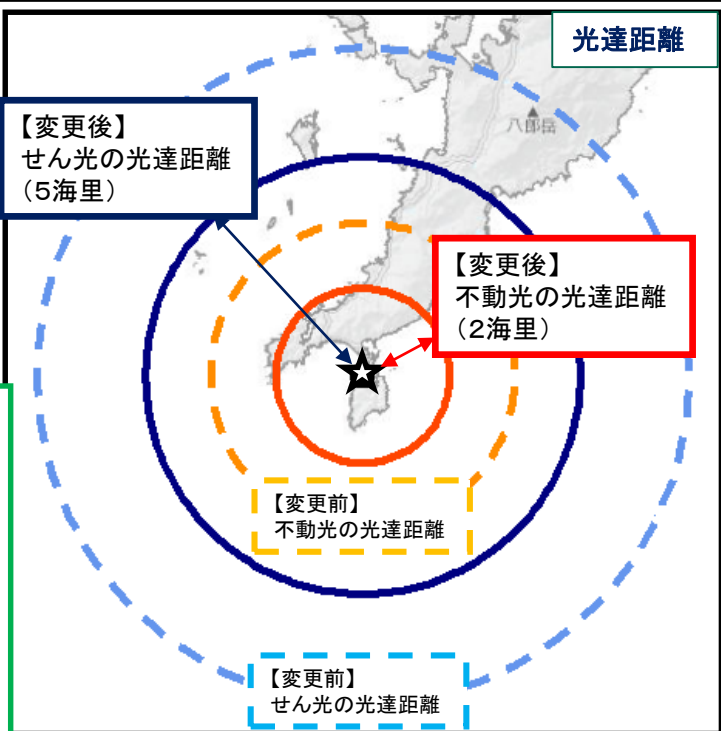 光達距離
八郎岳
【変更後】
せん光の光達距離
（5海里）
【変更後】
不動光の光達距離
（2海里）
【変更前】
不動光の光達距離
【変更前】
せん光の光達距離